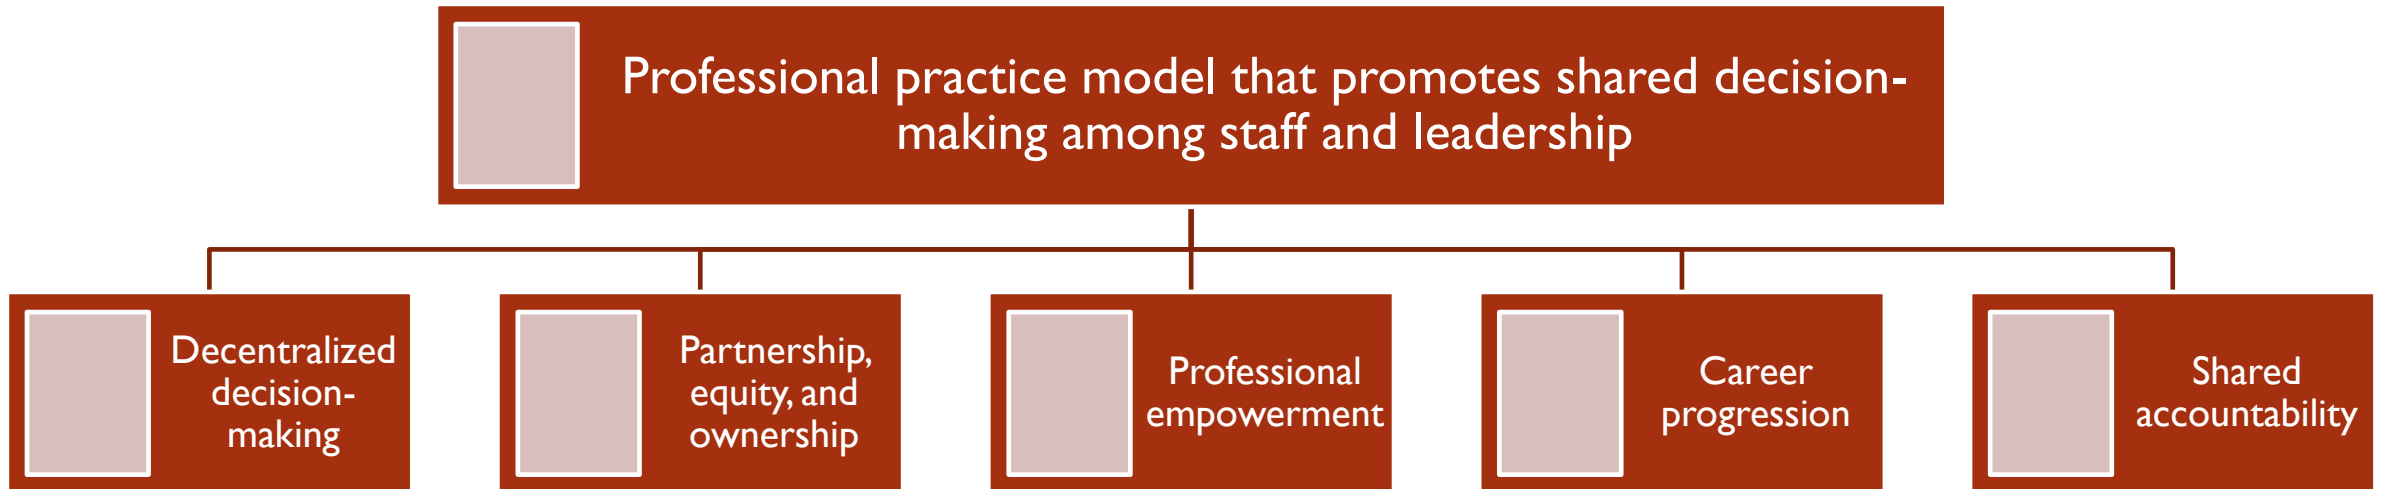 Professional practice model that promotes shared decision-
making among staff and leadership
Decentralized
decision-
making
Partnership,
equity, and
ownership
Professional
empowerment
Career
progression
Shared
accountability